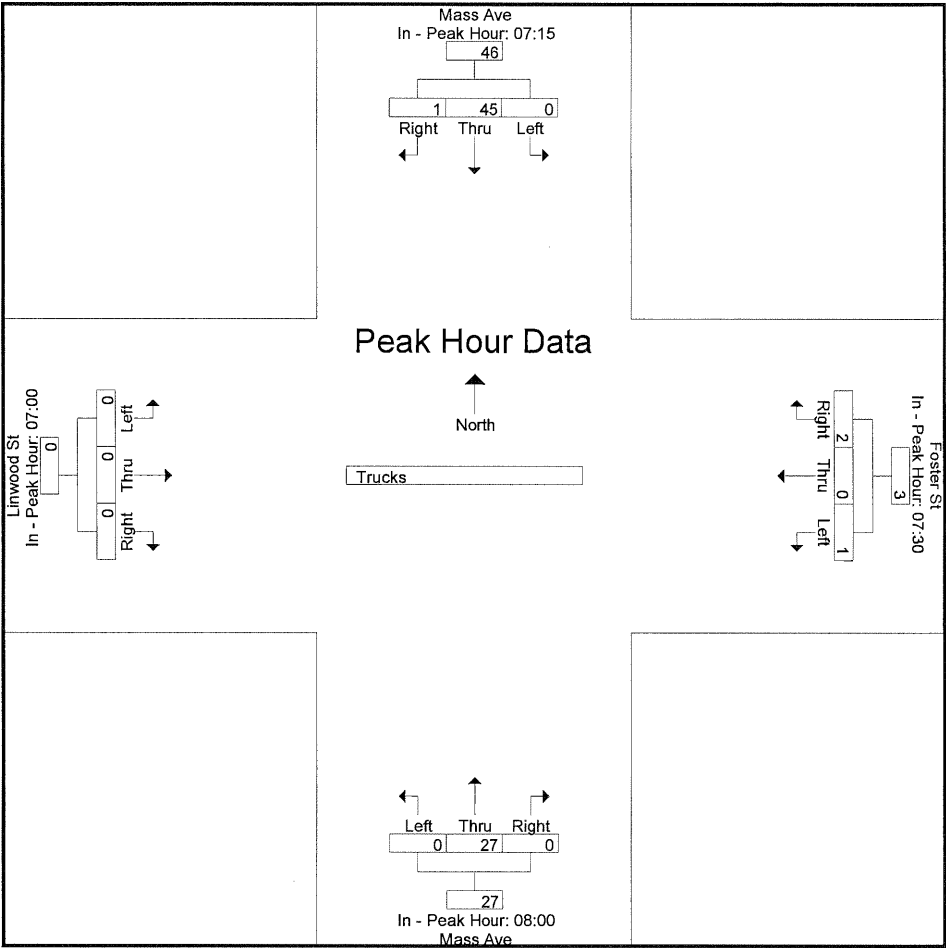 Mass Ave
In - Peak Hour: 07:15
46
1 45 0
Right Thru Left
Peak Hour Data
North
Trucks
Linwood St
In - Peak Hour: 07:00
0
0 0 0
Left Thru Right
Foster St
In - Peak Hour: 07:30
3
2 0 1
Right Thru Left
Left Thru Right
0 27 0
27
In - Peak Hour: 08:00
Mass Ave